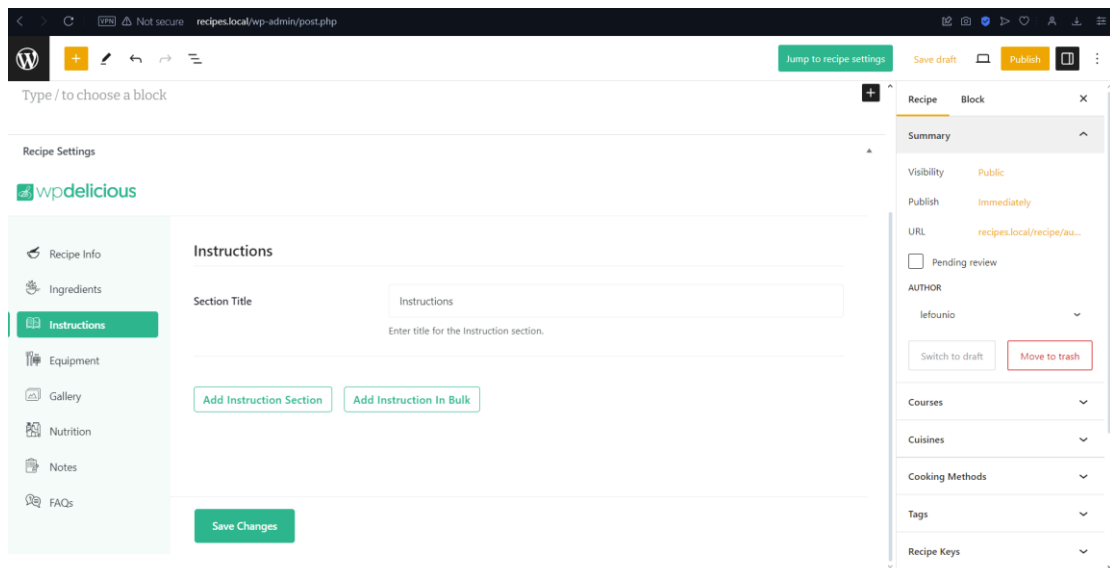 VPN Not secure recipes.local/wp-admin/post.php
Jump to recipe settings Save draft Publish
Type / to choose a block
Recipe Block
Summary
Recipe Settings
Visibility Public
wpdelicious
Publish Immediately
URL recipes.local/recipe/au...
Recipe Info
Instructions
Pending review
Ingredients
AUTHOR
Section Title Instructions
lefounio
Instructions
Enter title for the Instruction section.
Equipment
Switch to draft Move to trash
Gallery
Add Instruction Section Add Instruction In Bulk
Courses
Nutrition
Cuisines
Notes
Cooking Methods
FAQs
Tags
Save Changes
Recipe Keys